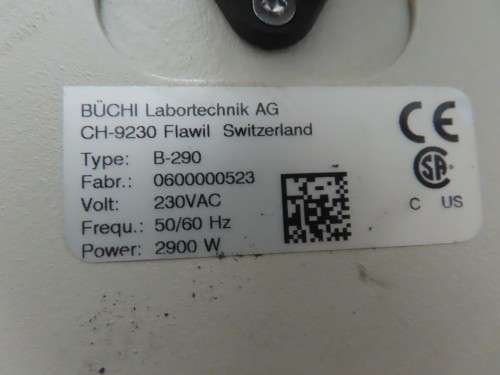 BÜCHI Labortechnik AG
CH-9230 Flawil Switzerland
Type: B-290
Fabr.: 0600000523
Volt: 230VAC
Frequ.: 50/60 Hz
Power: 2900 W
CE
SA
C US